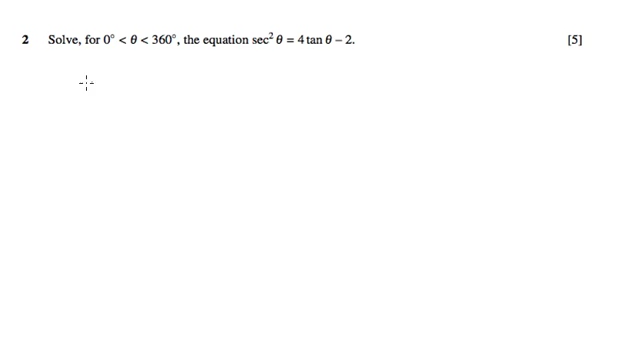 2 Solve, for 0° < θ < 360°, the equation sec² θ = 4 tan θ – 2. [5]